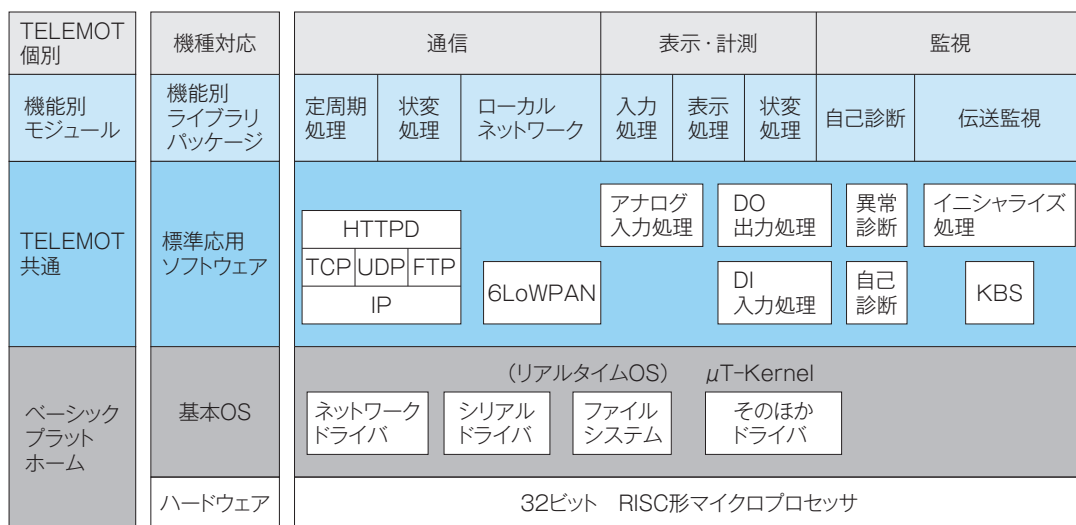 TELEMOT
個別
機種対応
通信
表示・計測
監視
機能別
モジュール
機能別
ライブラリ
パッケージ
定周期
処理
状変
処理
ローカル
ネットワーク
入力
処理
表示
処理
状変
処理
自己診断
伝送監視
TELEMOT
共通
標準応用
ソフトウェア
HTTPD
TCP
UDP
FTP
IP
6LoWPAN
アナログ
入力処理
DO
出力処理
DI
入力処理
異常
診断
自己
診断
イニシャライズ
処理
KBS
ベーシック
プラット
ホーム
基本OS
（リアルタイムOS） μT-Kernel
ネットワーク
ドライバ
シリアル
ドライバ
ファイル
システム
そのほか
ドライバ
ハードウェア
32ビット RISC形マイクロプロセッサ